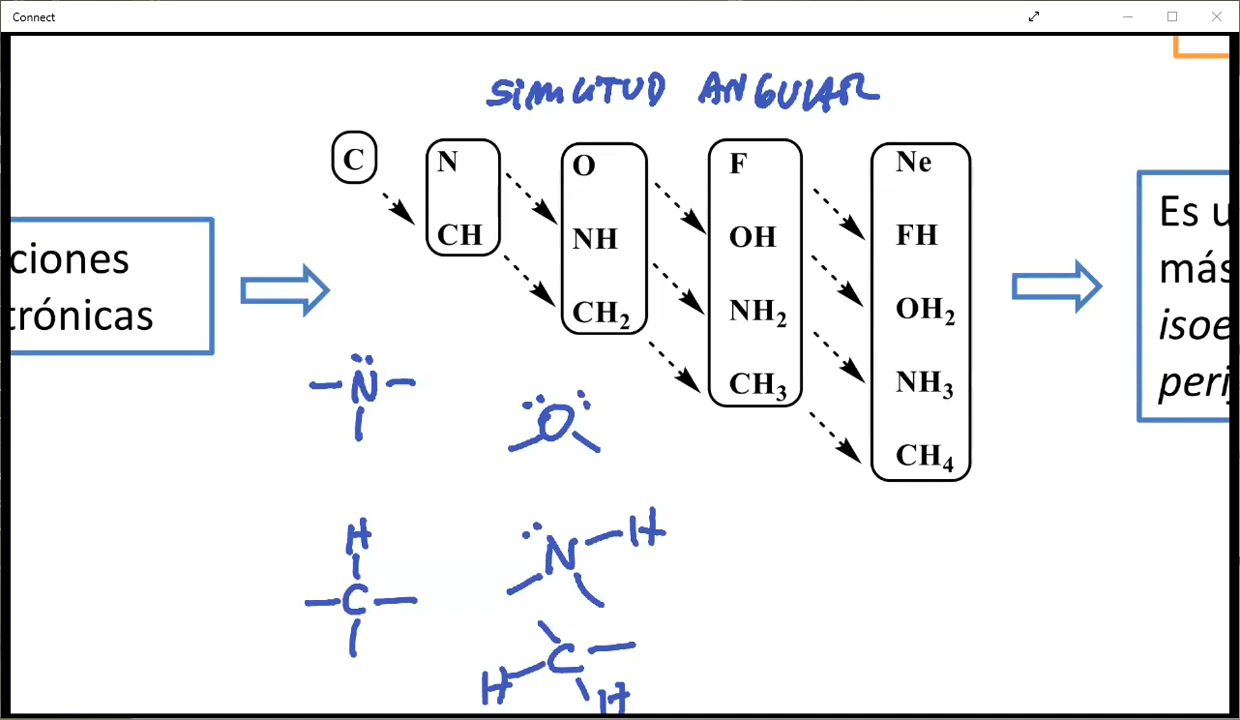 Connect
SIMILITUD ANGULAR
C N O F Ne
CH NH OH FH
CH₂ NH₂ OH₂
CH₃ NH₃
CH₄
ciones
trónicas
Es u
más
isoe
peri
N
O
H
N H
C
C
H H